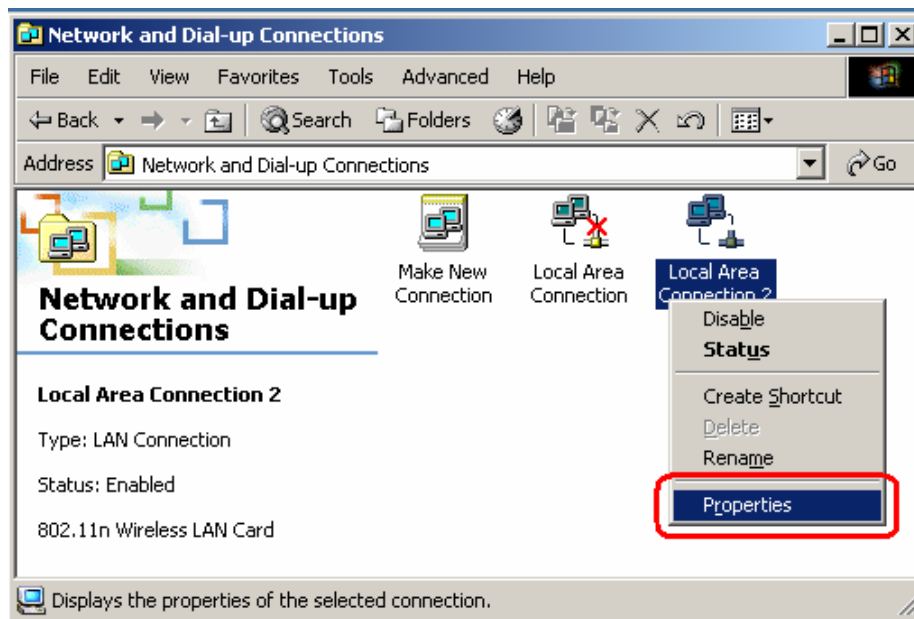 Network and Dial-up Connections
File Edit View Favorites Tools Advanced Help
Back Search Folders
Address Network and Dial-up Connections Go
Make New
Connection
Local Area
Connection
Local Area
Connection 2
Network and Dial-up
Connections
Local Area Connection 2
Type: LAN Connection
Status: Enabled
802.11n Wireless LAN Card
Disable
Status
Create Shortcut
Delete
Rename
Properties
Displays the properties of the selected connection.